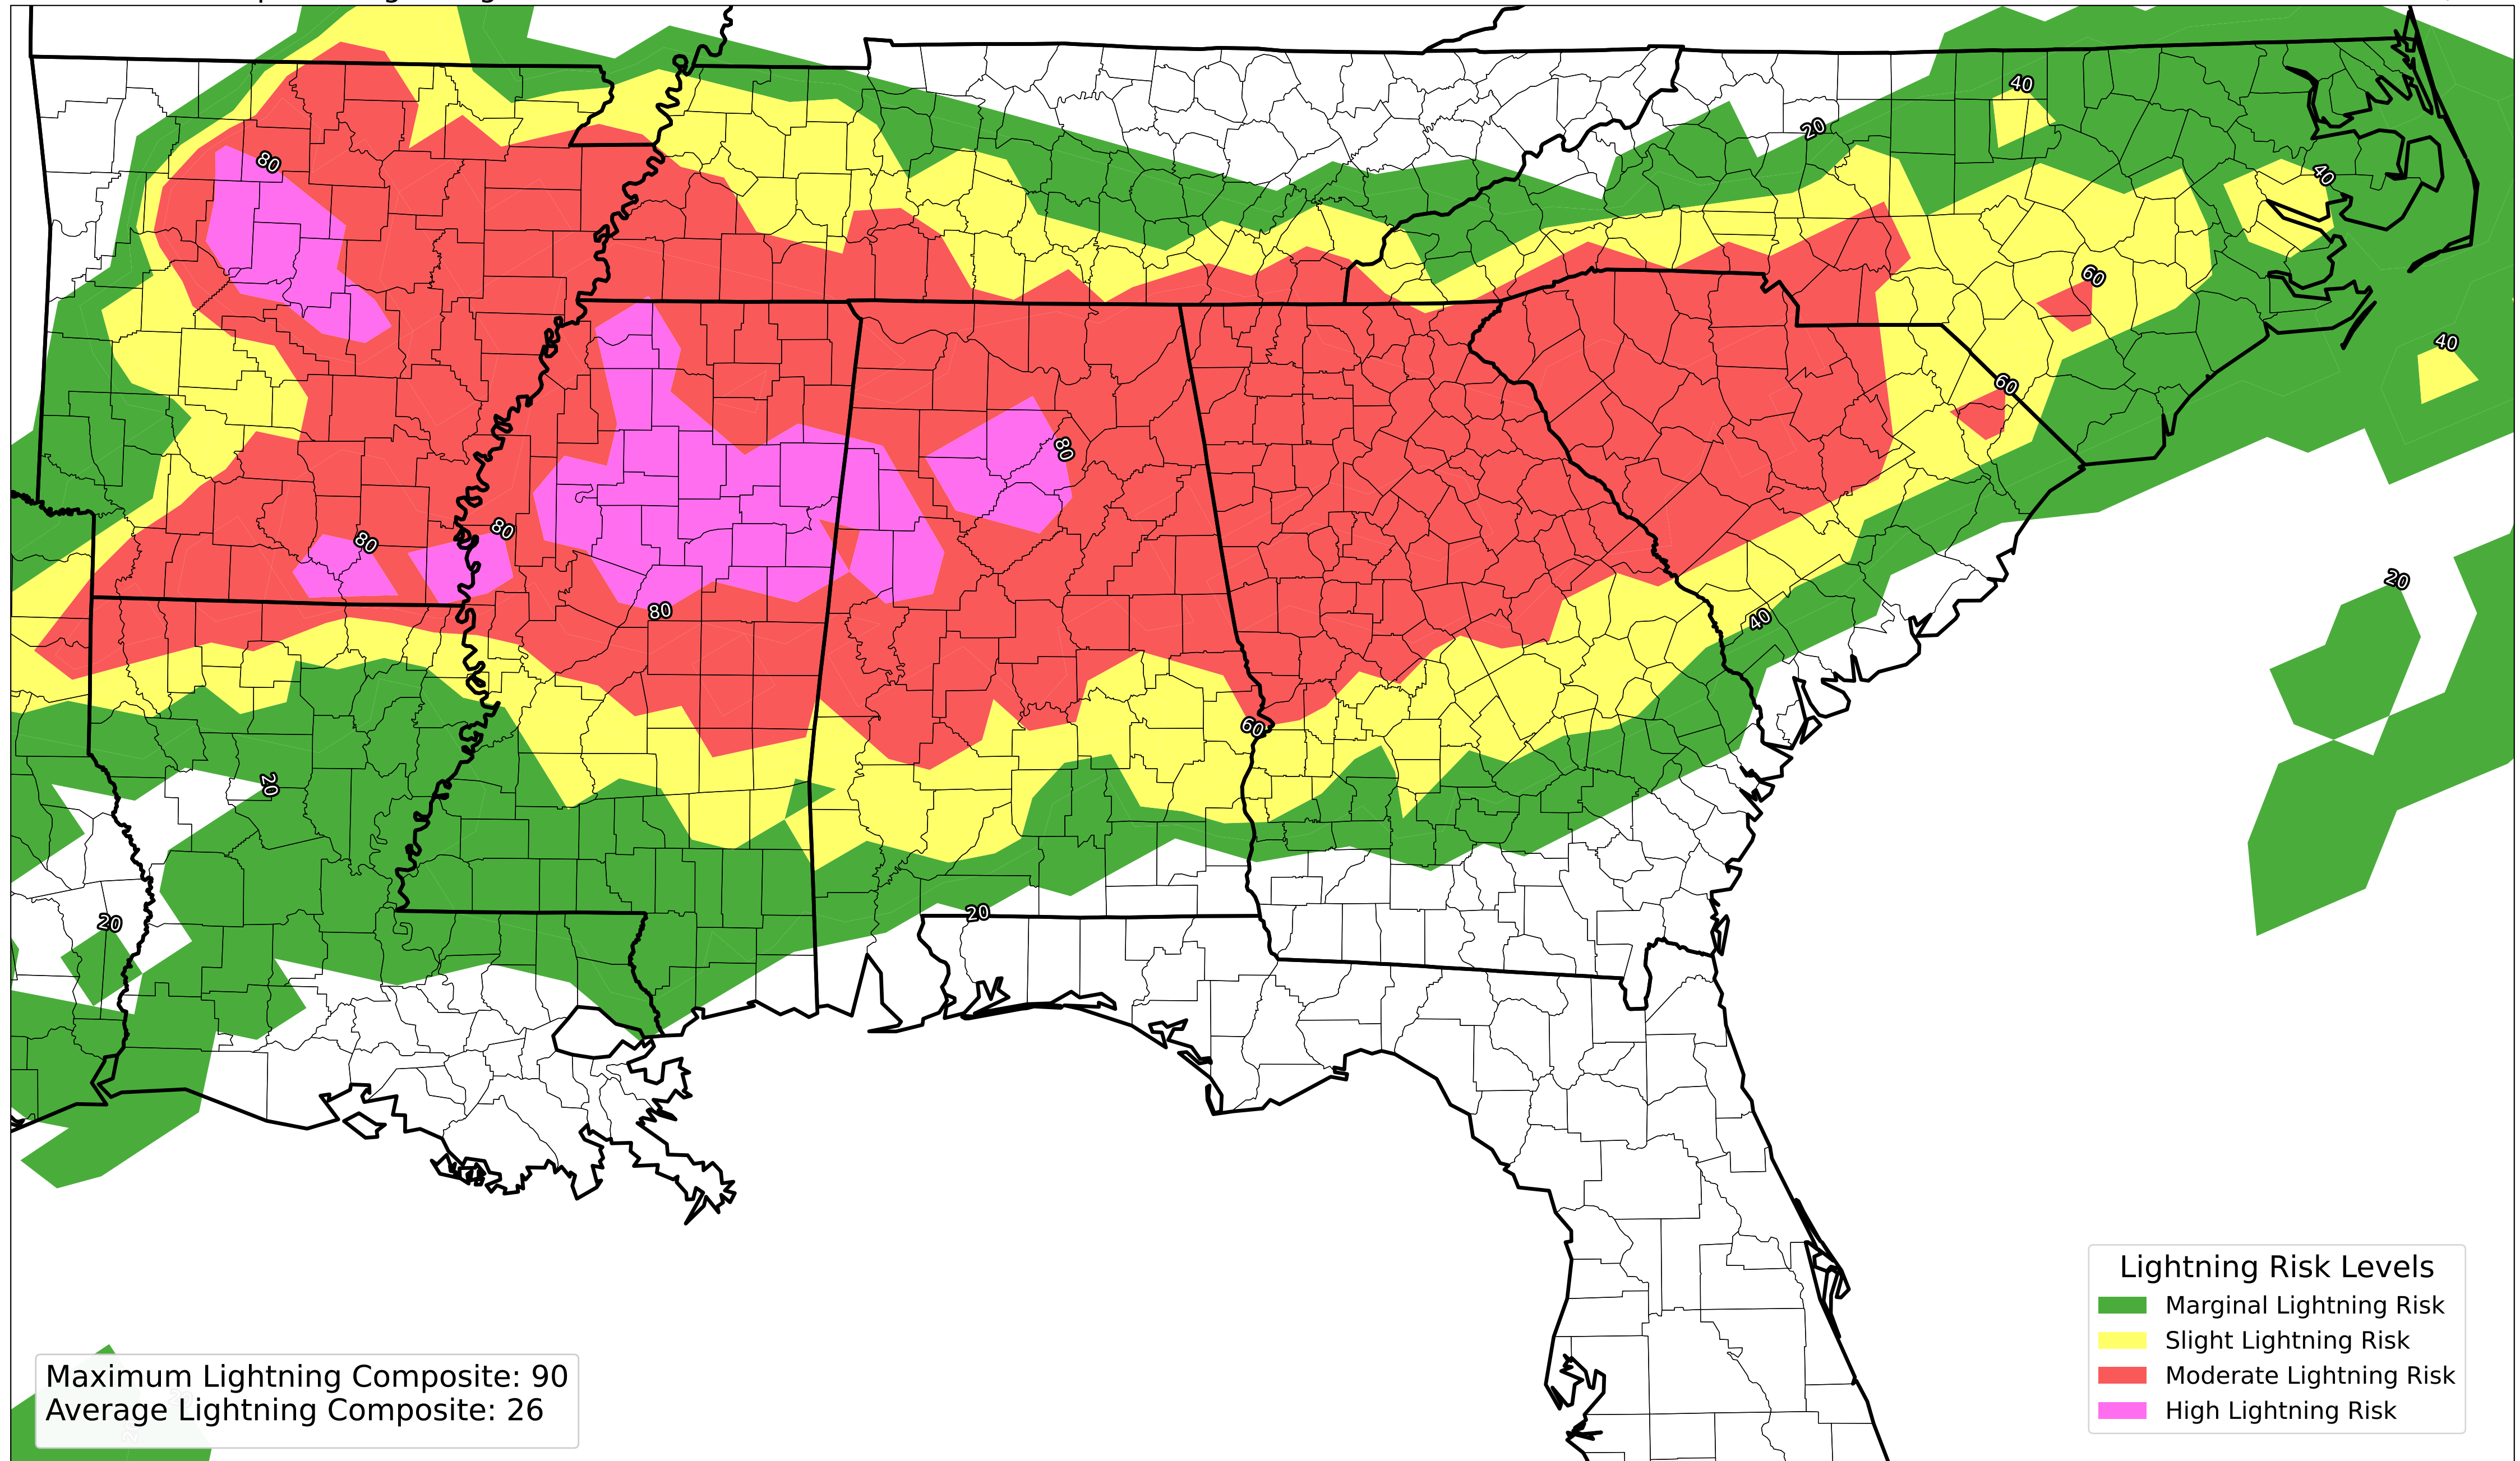 40
20
80
40
60
40
60
80
80
80
20
80
40
60
20
20
20
Lightning Risk Levels
Marginal Lightning Risk
Slight Lightning Risk
Moderate Lightning Risk
High Lightning Risk
Maximum Lightning Composite: 90
Average Lightning Composite: 26